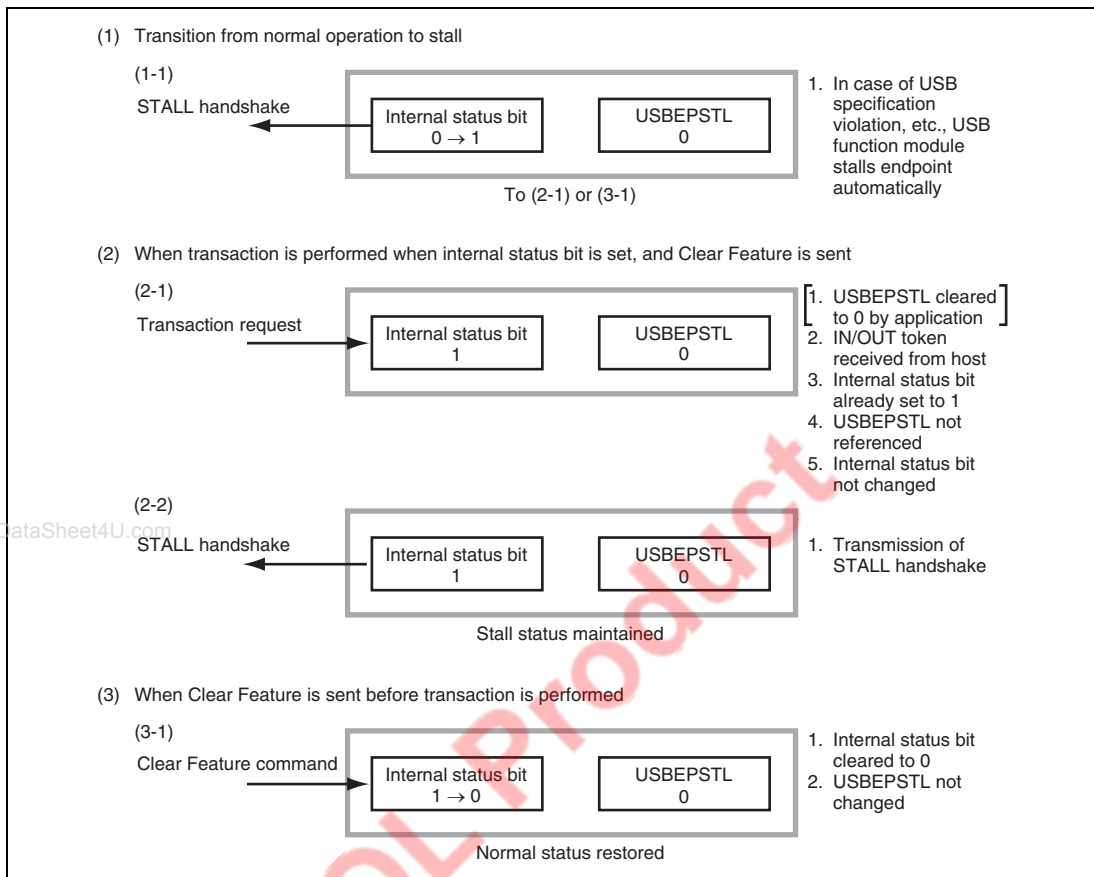 (1) Transition from normal operation to stall
(1-1)
STALL handshake
Internal status bit
0 → 1
USBEPSTL
0
To (2-1) or (3-1)
1. In case of USB
specification
violation, etc., USB
function module
stalls endpoint
automatically
(2) When transaction is performed when internal status bit is set, and Clear Feature is sent
(2-1)
Transaction request
Internal status bit
1
USBEPSTL
0
1. USBEPSTL cleared
to 0 by application
2. IN/OUT token
received from host
3. Internal status bit
already set to 1
4. USBEPSTL not
referenced
5. Internal status bit
not changed
(2-2)
DataSheet4U.com
STALL handshake
Internal status bit
1
USBEPSTL
0
Stall status maintained
1. Transmission of
STALL handshake
(3) When Clear Feature is sent before transaction is performed
(3-1)
Clear Feature command
Internal status bit
1 → 0
USBEPSTL
0
Normal status restored
1. Internal status bit
cleared to 0
2. USBEPSTL not
changed
OL Product